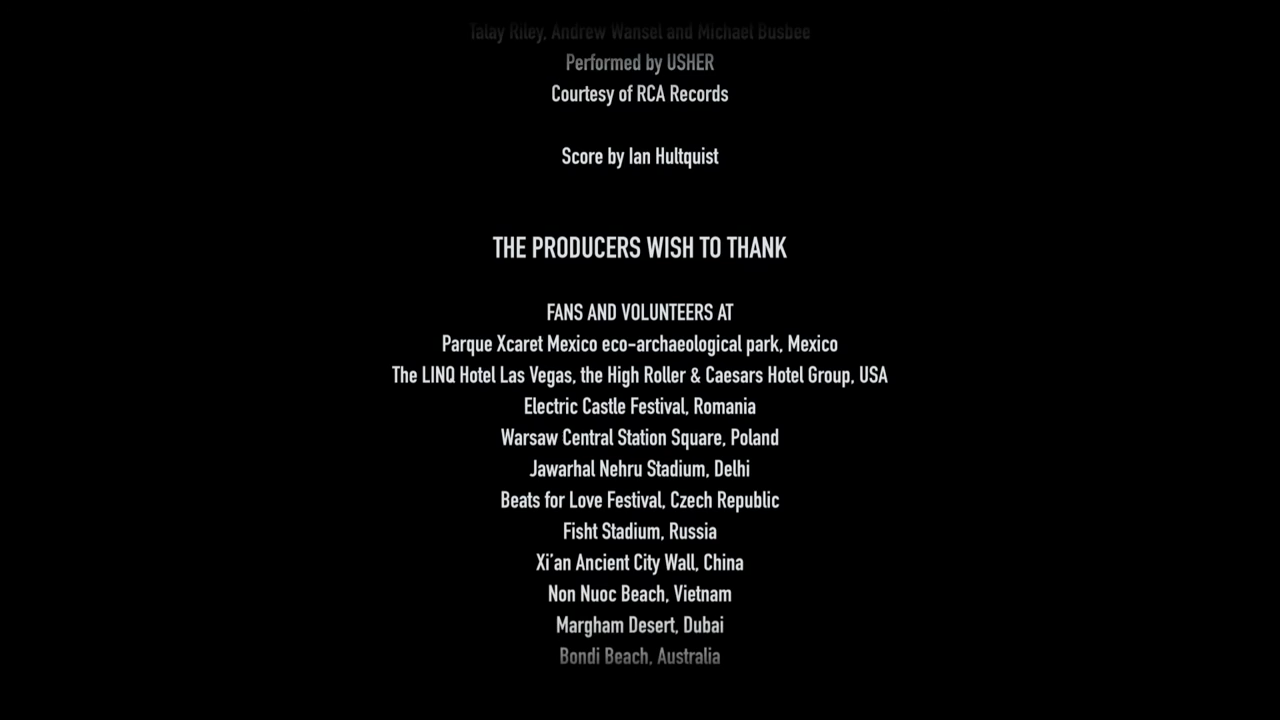 Talay Riley, Andrew Wansel and Michael Busbee
Performed by USHER
Courtesy of RCA Records
Score by Ian Hultquist
THE PRODUCERS WISH TO THANK
FANS AND VOLUNTEERS AT
Parque Xcaret Mexico eco-archaeological park, Mexico
The LINQ Hotel Las Vegas, the High Roller & Caesars Hotel Group, USA
Electric Castle Festival, Romania
Warsaw Central Station Square, Poland
Jawarhal Nehru Stadium, Delhi
Beats for Love Festival, Czech Republic
Fisht Stadium, Russia
Xi’an Ancient City Wall, China
Non Nuoc Beach, Vietnam
Margham Desert, Dubai
Bondi Beach, Australia